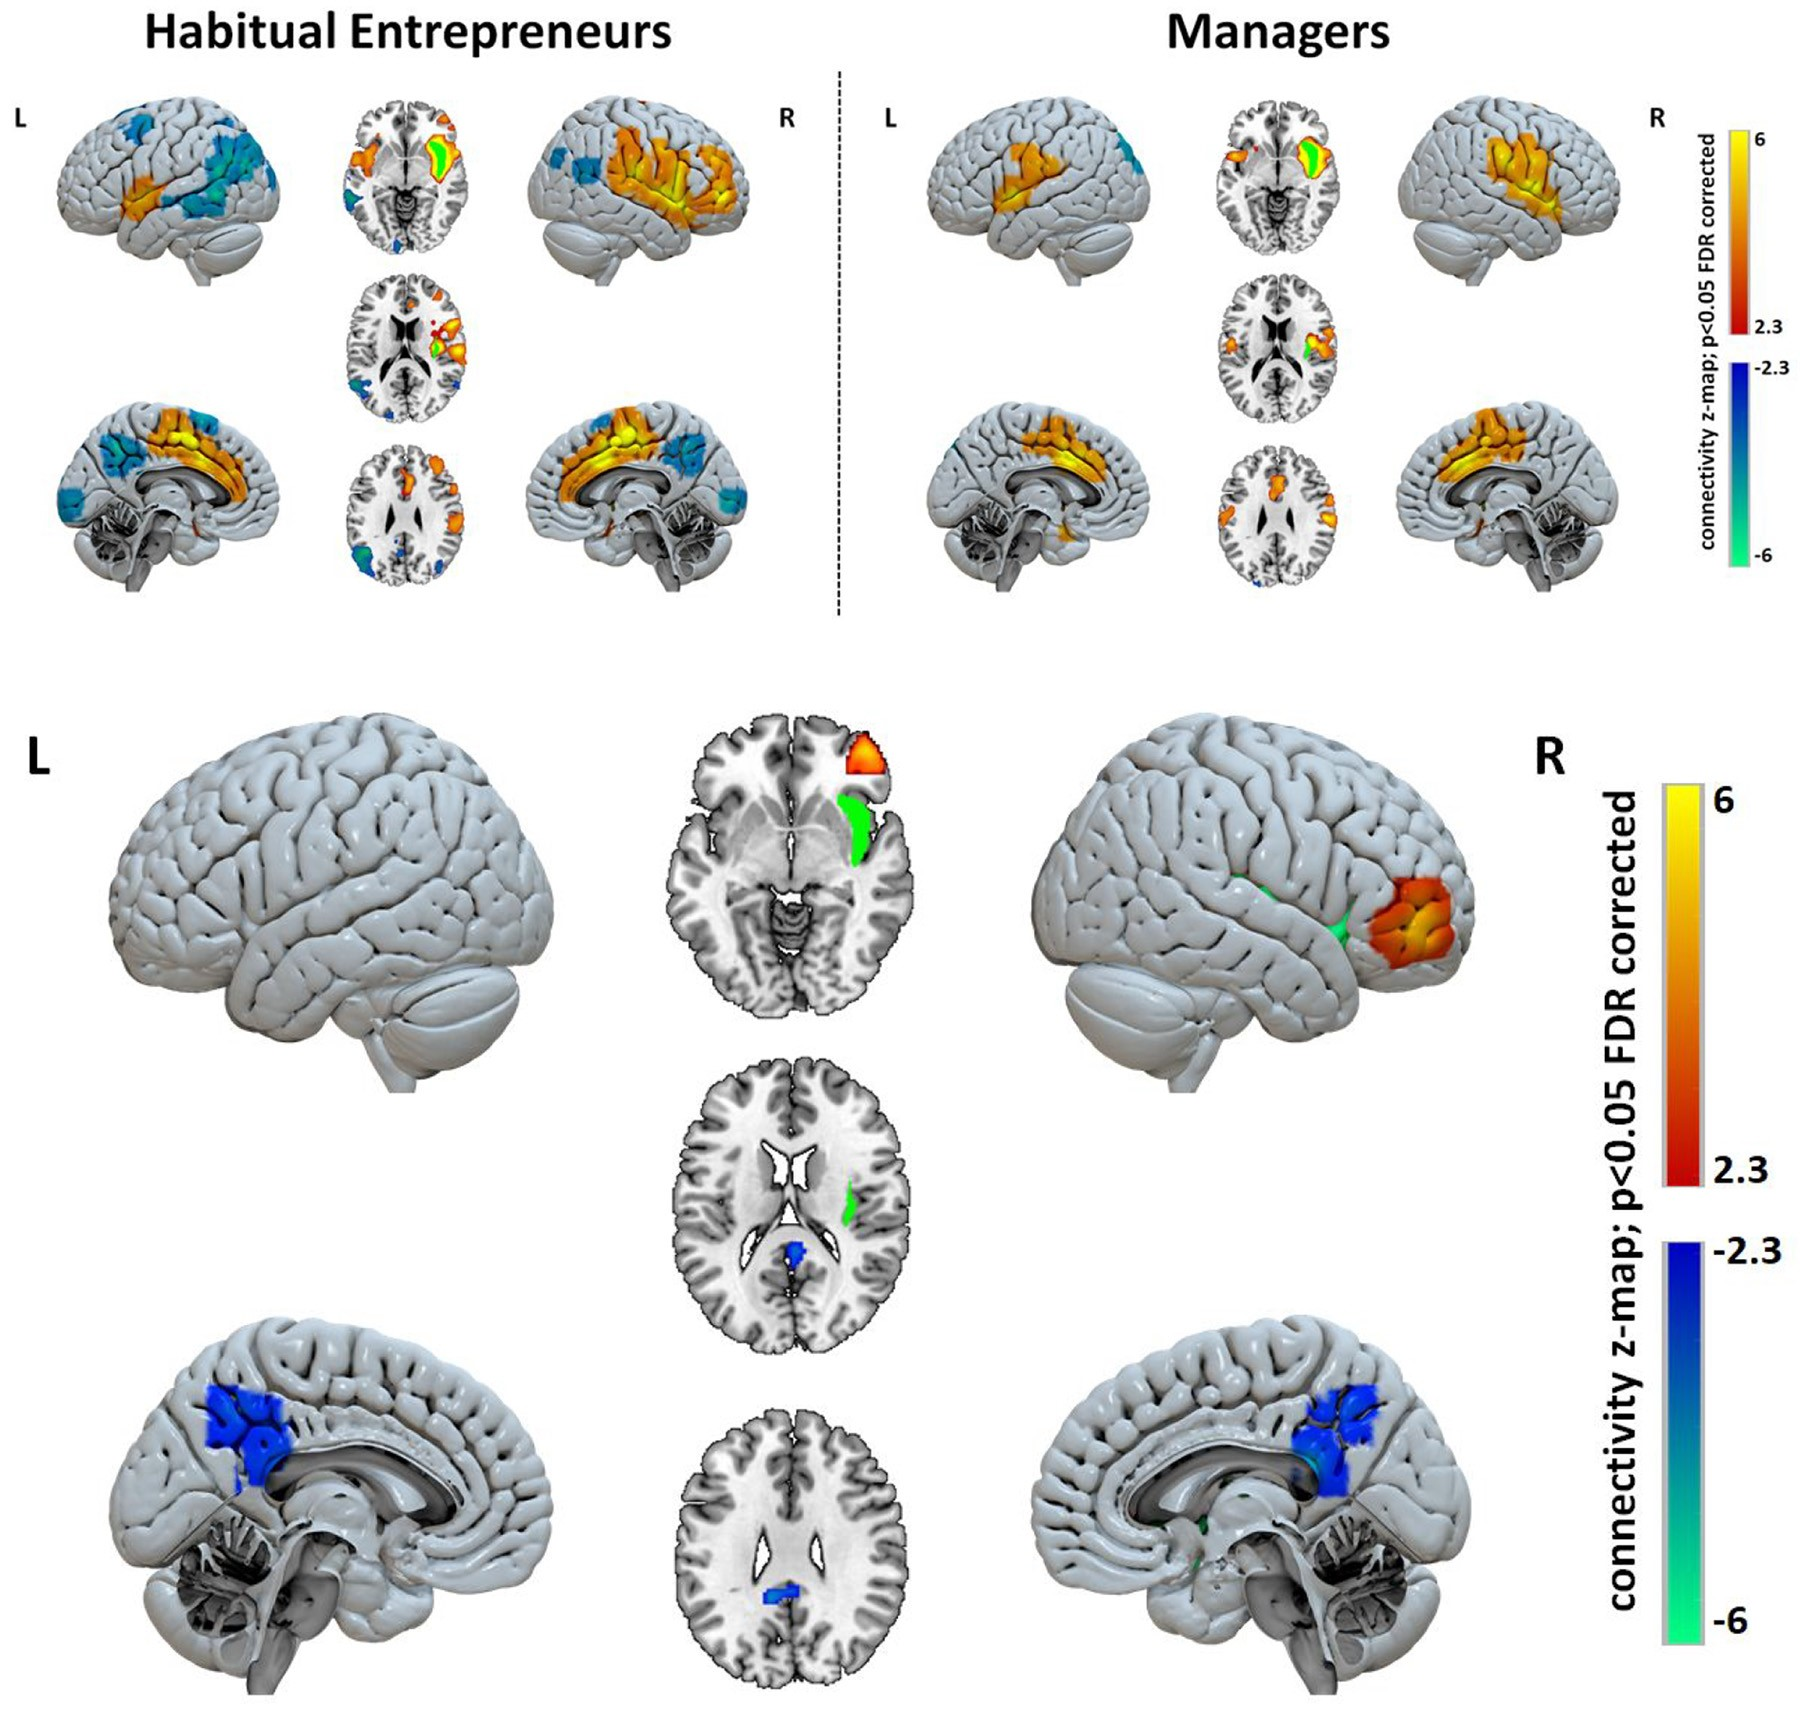 Habitual Entrepreneurs
Managers
L
R
L
R
connectivity z-map; p<0.05 FDR corrected
6
2.3
-2.3
-6
L
R
connectivity z-map; p<0.05 FDR corrected
6
2.3
-2.3
-6